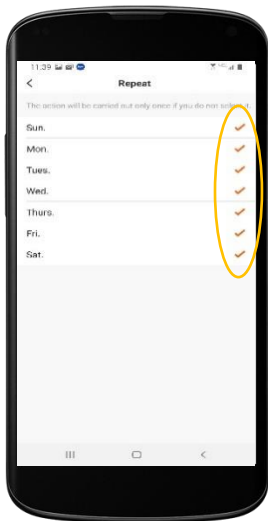 11:39
Repeat
The action will be carried out only once if you do not select it.
Sun.
Mon.
Tues.
Wed.
Thurs.
Fri.
Sat.